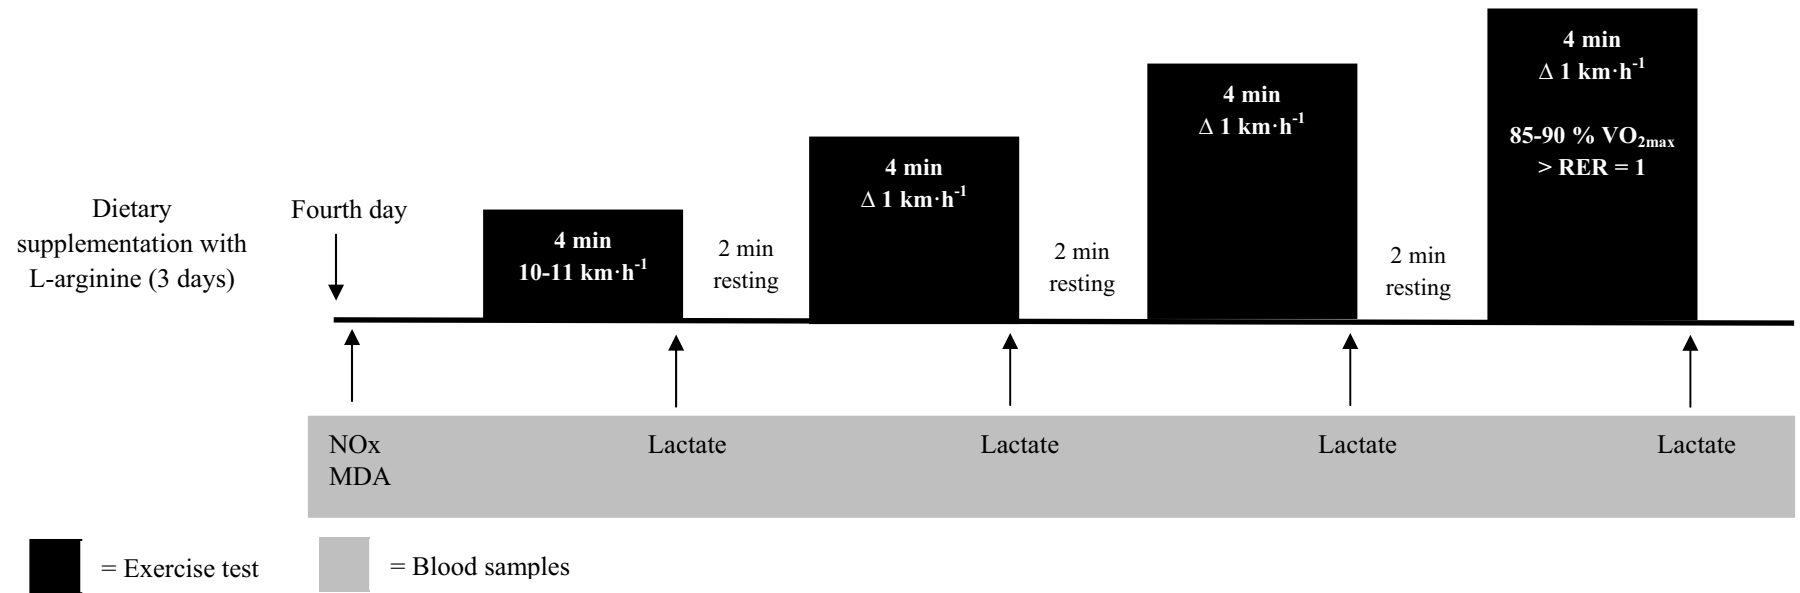 Dietary
supplementation with
L-arginine (3 days)
Fourth day
4 min
10-11 km·h-1
2 min
resting
4 min
Δ 1 km·h-1
2 min
resting
4 min
Δ 1 km·h-1
2 min
resting
4 min
Δ 1 km·h-1
85-90 % VO2max
> RER = 1
NOx
MDA
Lactate
Lactate
Lactate
Lactate
= Exercise test
= Blood samples